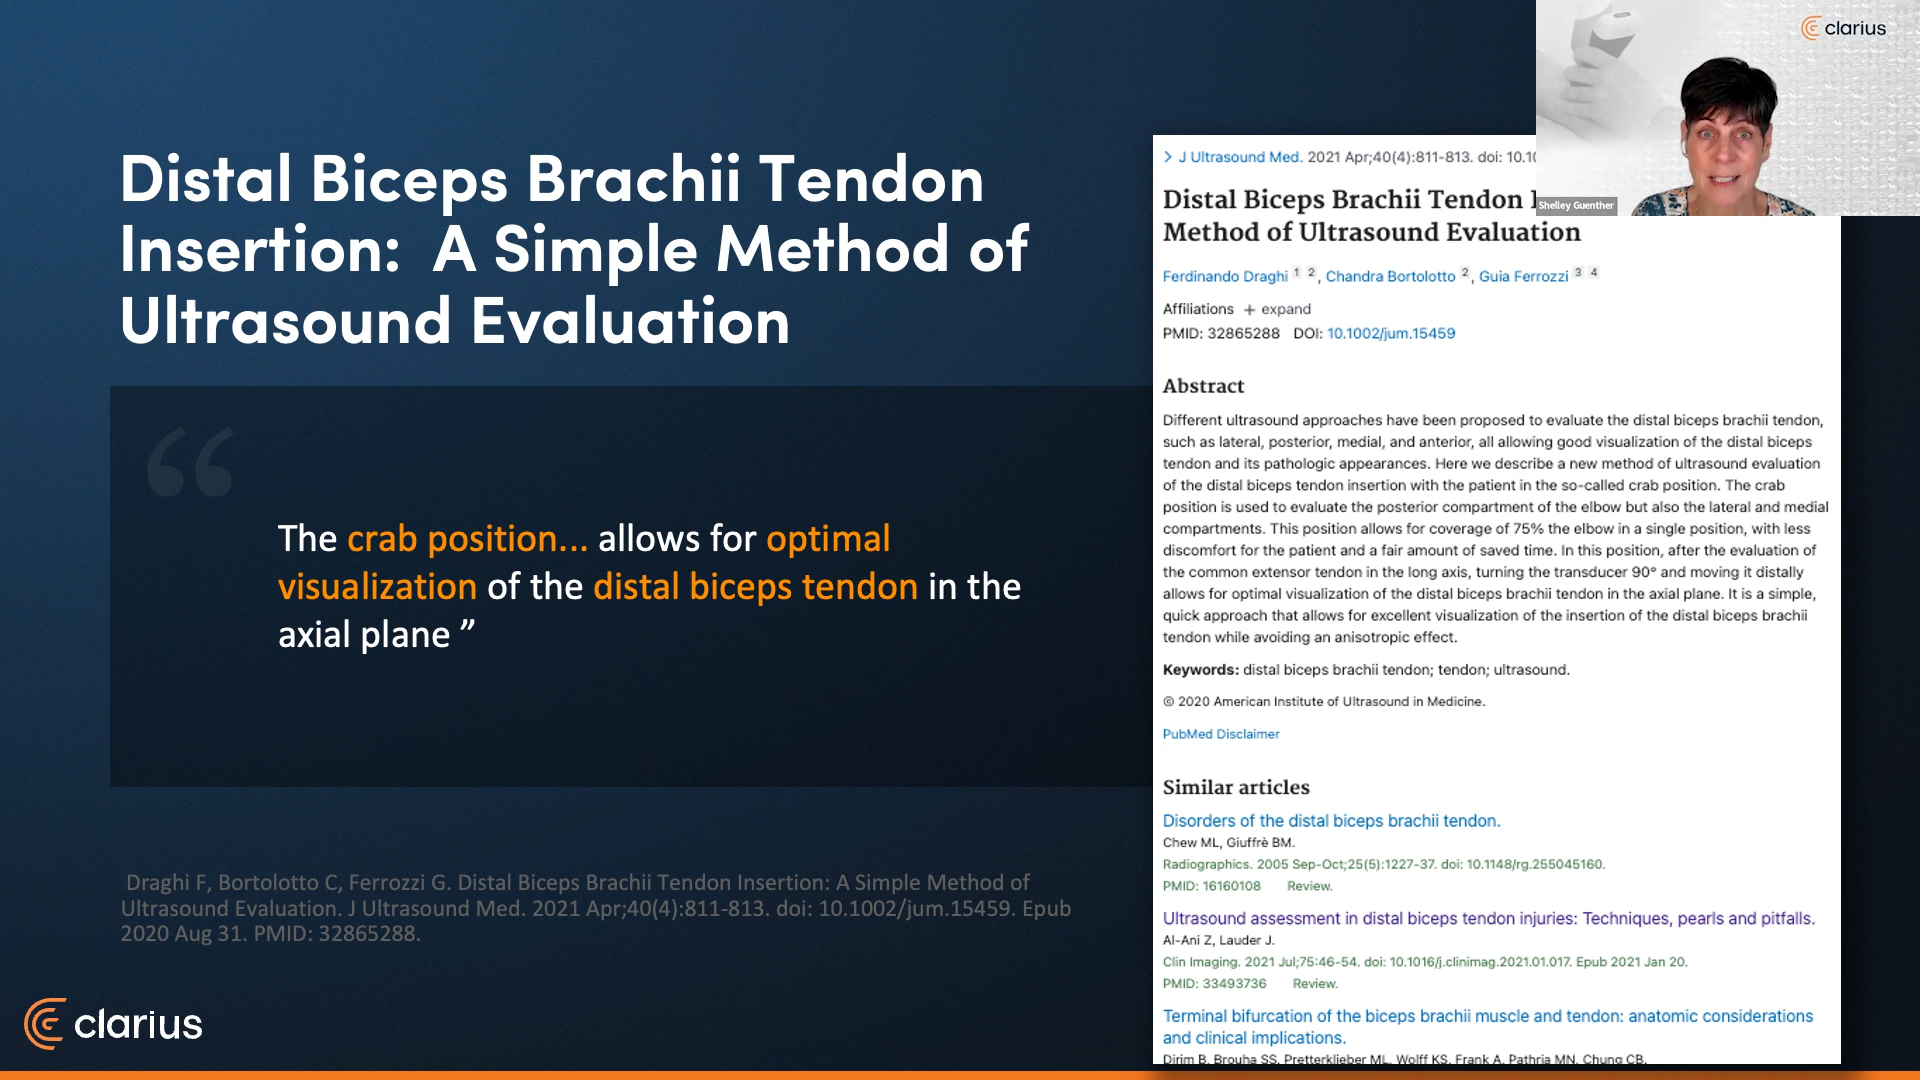 Distal Biceps Brachii Tendon
Insertion:  A Simple Method of
Ultrasound Evaluation
“
The crab position... allows for optimal
visualization of the distal biceps tendon in the
axial plane ”
Draghi F, Bortolotto C, Ferrozzi G. Distal Biceps Brachii Tendon Insertion: A Simple Method of
Ultrasound Evaluation. J Ultrasound Med. 2021 Apr;40(4):811-813. doi: 10.1002/jum.15459. Epub
2020 Aug 31. PMID: 32865288.
clarius
clarius
Shelley Guenther
> J Ultrasound Med. 2021 Apr;40(4):811-813. doi: 10.10
Distal Biceps Brachii Tendon
Method of Ultrasound Evaluation
Ferdinando Draghi 1 2, Chandra Bortolotto 2, Guia Ferrozzi 3 4
Affiliations + expand
PMID: 32865288 DOI: 10.1002/jum.15459
Abstract
Different ultrasound approaches have been proposed to evaluate the distal biceps brachii tendon,
such as lateral, posterior, medial, and anterior, all allowing good visualization of the distal biceps
tendon and its pathologic appearances. Here we describe a new method of ultrasound evaluation
of the distal biceps tendon insertion with the patient in the so-called crab position. The crab
position is used to evaluate the posterior compartment of the elbow but also the lateral and medial
compartments. This position allows for coverage of 75% the elbow in a single position, with less
discomfort for the patient and a fair amount of saved time. In this position, after the evaluation of
the common extensor tendon in the long axis, turning the transducer 90° and moving it distally
allows for optimal visualization of the distal biceps brachii tendon in the axial plane. It is a simple,
quick approach that allows for excellent visualization of the insertion of the distal biceps brachii
tendon while avoiding an anisotropic effect.
Keywords: distal biceps brachii tendon; tendon; ultrasound.
© 2020 American Institute of Ultrasound in Medicine.
PubMed Disclaimer
Similar articles
Disorders of the distal biceps brachii tendon.
Chew ML, Giuffrè BM.
Radiographics. 2005 Sep-Oct;25(5):1227-37. doi: 10.1148/rg.255045160.
PMID: 16160108 Review.
Ultrasound assessment in distal biceps tendon injuries: Techniques, pearls and pitfalls.
Al-Ani Z, Lauder J.
Clin Imaging. 2021 Jul;75:46-54. doi: 10.1016/j.clinimag.2021.01.017. Epub 2021 Jan 20.
PMID: 33493736 Review.
Terminal bifurcation of the biceps brachii muscle and tendon: anatomic considerations
and clinical implications.
Dirim B, Brouha SS, Pretterklieber ML, Wolff KS, Frank A, Pathria MN, Chung CB.